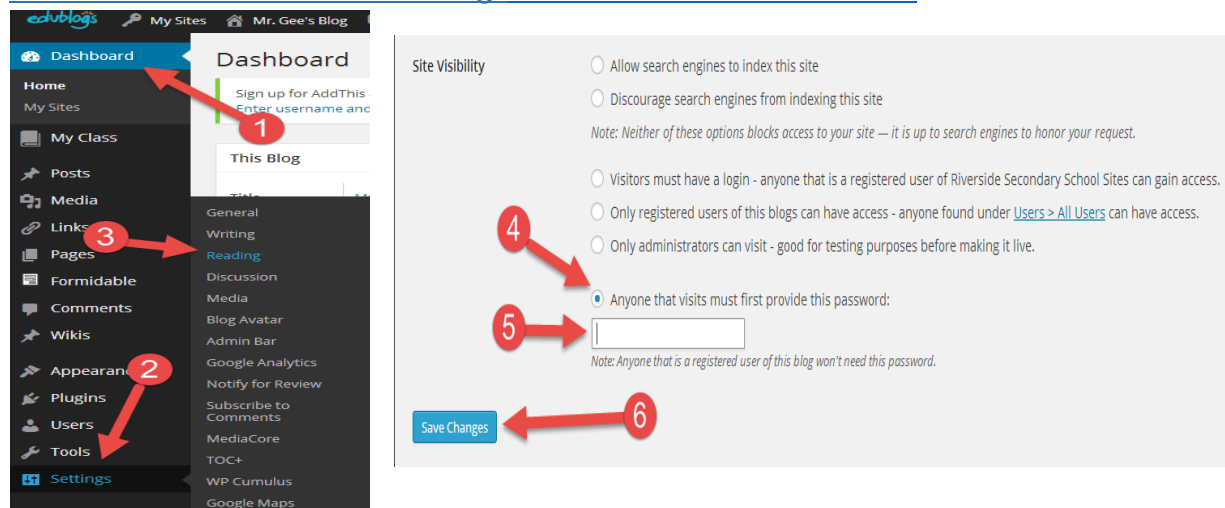 edublogs My Sites Mr. Gee's Blog
Dashboard
Home
My Sites
My Class
Posts
Media
Links
Pages
Formidable
Comments
Wikis
Appearan
Plugins
Users
Tools
Settings
Dashboard
Sign up for AddThis
Enter username and
This Blog
Title
General
Writing
Reading
Discussion
Media
Blog Avatar
Admin Bar
Google Analytics
Notify for Review
Subscribe to
Comments
MediaCore
TOC+
WP Cumulus
Google Maps
1
2
3
Site Visibility
Allow search engines to index this site
Discourage search engines from indexing this site
Note: Neither of these options blocks access to your site — it is up to search engines to honor your request.
Visitors must have a login - anyone that is a registered user of Riverside Secondary School Sites can gain access.
Only registered users of this blogs can have access - anyone found under Users > All Users can have access.
Only administrators can visit - good for testing purposes before making it live.
4
Anyone that visits must first provide this password:
5
Note: Anyone that is a registered user of this blog won't need this password.
Save Changes
6